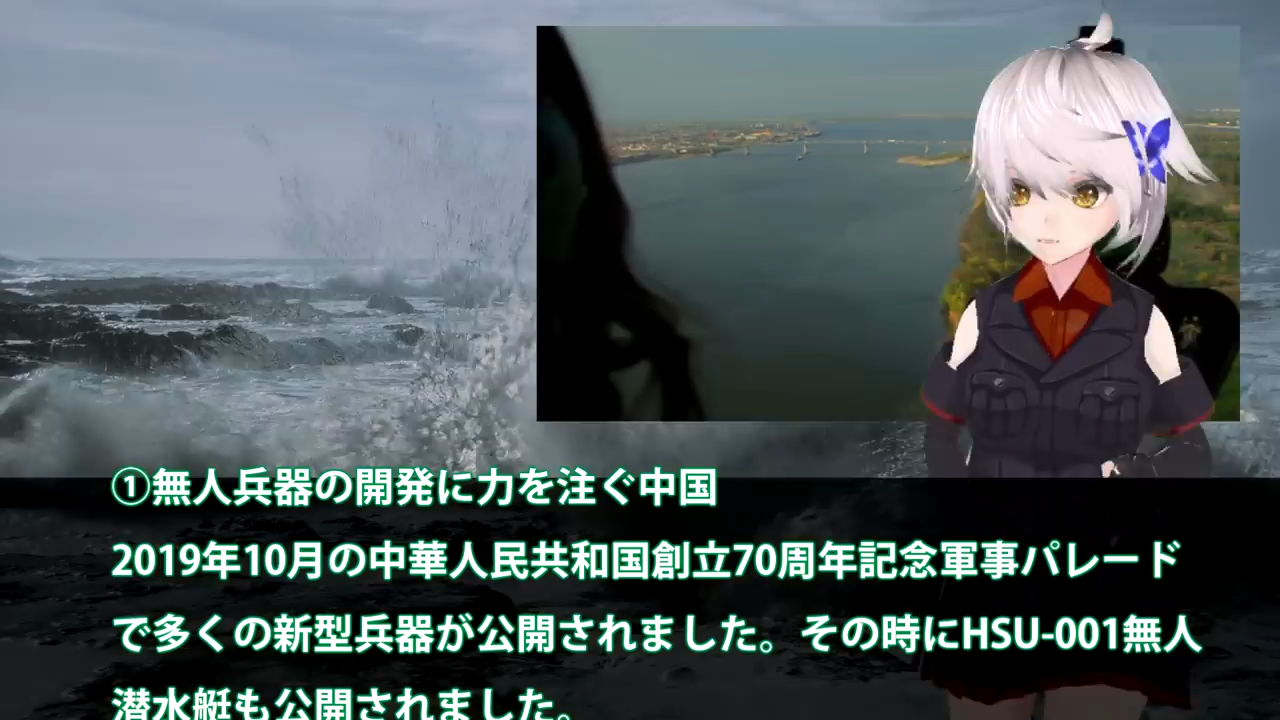 ①無人兵器の開発に力を注ぐ中国
2019年10月の中華人民共和国創立70周年記念軍事パレード
で多くの新型兵器が公開されました。その時にHSU-001無人
潜水艇も公開されました。